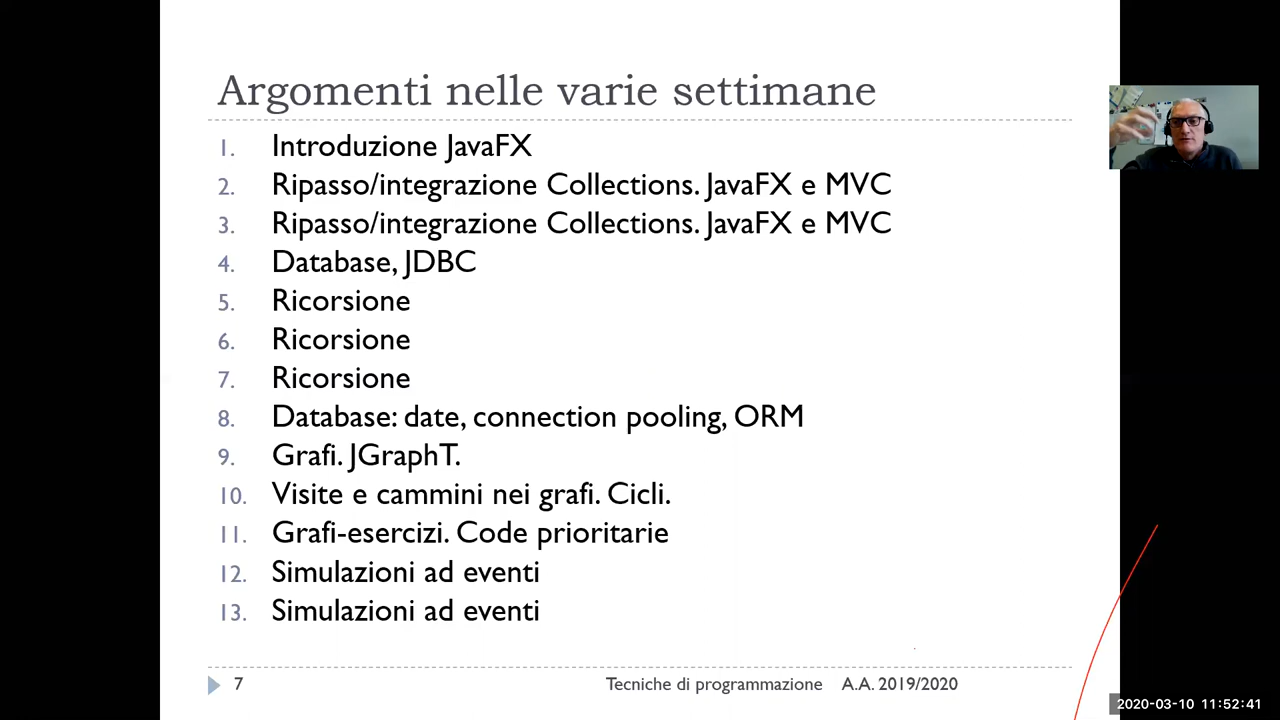 Argomenti nelle varie settimane
1. Introduzione JavaFX
2. Ripasso/integrazione Collections. JavaFX e MVC
3. Ripasso/integrazione Collections. JavaFX e MVC
4. Database, JDBC
5. Ricorsione
6. Ricorsione
7. Ricorsione
8. Database: date, connection pooling, ORM
9. Grafi. JGraphT.
10. Visite e cammini nei grafi. Cicli.
11. Grafi-esercizi. Code prioritarie
12. Simulazioni ad eventi
13. Simulazioni ad eventi
7 Tecniche di programmazione A.A. 2019/2020
2020-03-10 11:52:41